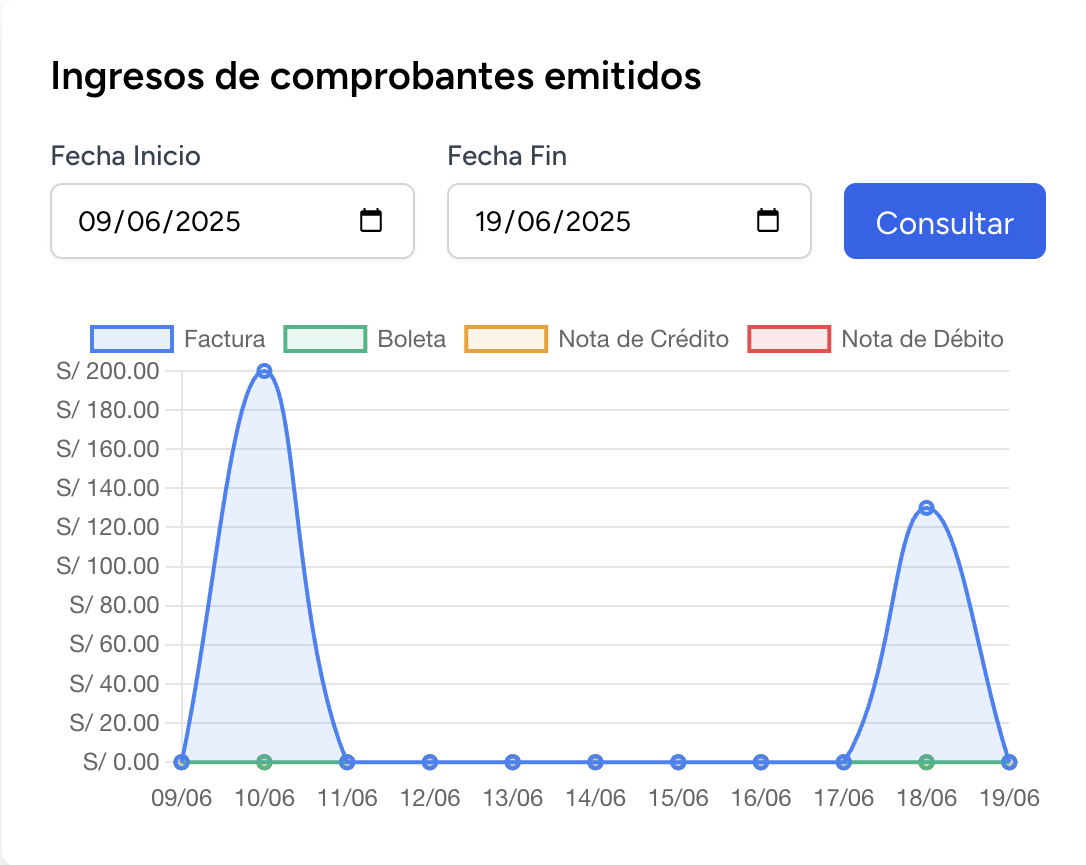 Ingresos de comprobantes emitidos
Fecha Inicio Fecha Fin
09/06/2025 19/06/2025 Consultar
Factura Boleta Nota de Crédito Nota de Débito
S/ 200.00
S/ 180.00
S/ 160.00
S/ 140.00
S/ 120.00
S/ 100.00
S/ 80.00
S/ 60.00
S/ 40.00
S/ 20.00
S/ 0.00
09/06 10/06 11/06 12/06 13/06 14/06 15/06 16/06 17/06 18/06 19/06